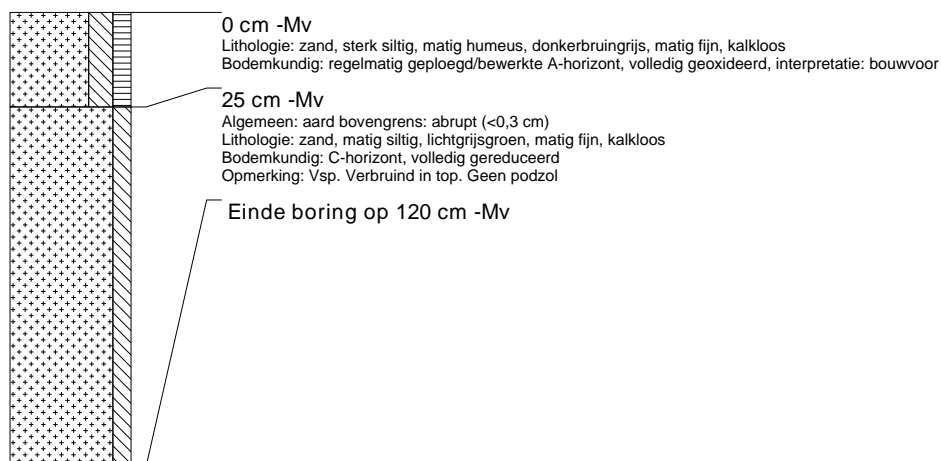 0 cm -Mv
Lithologie: zand, sterk siltig, matig humeus, donkerbruingrijs, matig fijn, kalkloos
Bodemkundig: regelmatig geploegd/bewerkte A-horizont, volledig geoxideerd, interpretatie: bouwvoor
25 cm -Mv
Algemeen: aard bovengrens: abrupt (<0,3 cm)
Lithologie: zand, matig siltig, lichtgrijsgroen, matig fijn, kalkloos
Bodemkundig: C-horizont, volledig gereduceerd
Opmerking: Vsp. Verbruind in top. Geen podzol
Einde boring op 120 cm -Mv